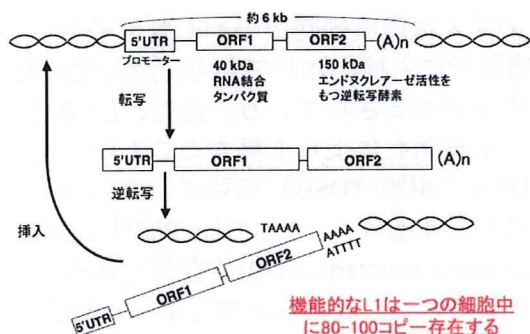 約6 kb
5'UTR
ORF1
ORF2
(A)n
プロモーター
40 kDa
RNA結合
タンパク質
150 kDa
エンドヌクレアーゼ活性を
もつ逆転写酵素
転写
5'UTR
ORF1
ORF2
(A)n
逆転写
挿入
TAAAA
AAAA
ATTTT
5'UTR
ORF1
ORF2
機能的なL1は一つの細胞中
に80-100コピー存在する